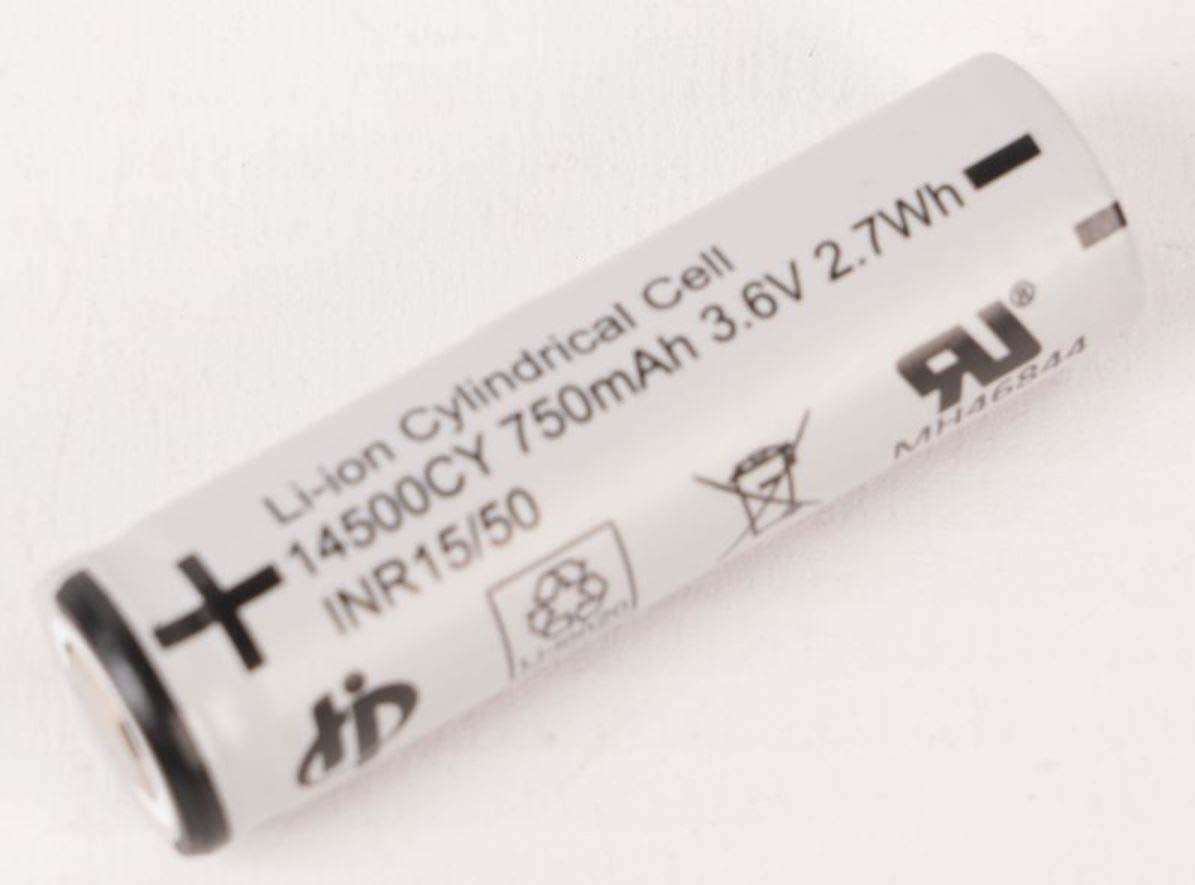 Li-ion Cylindrical Cell
14500CY 750mAh 3.6V 2.7Wh
INR15/50
MH46844